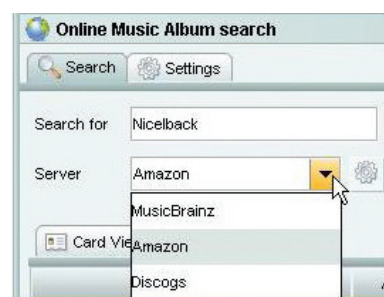 Online Music Album search
Search Settings
Search for Nicelback
Server Amazon
MusicBrainz
Card Vie
Amazon
Discogs